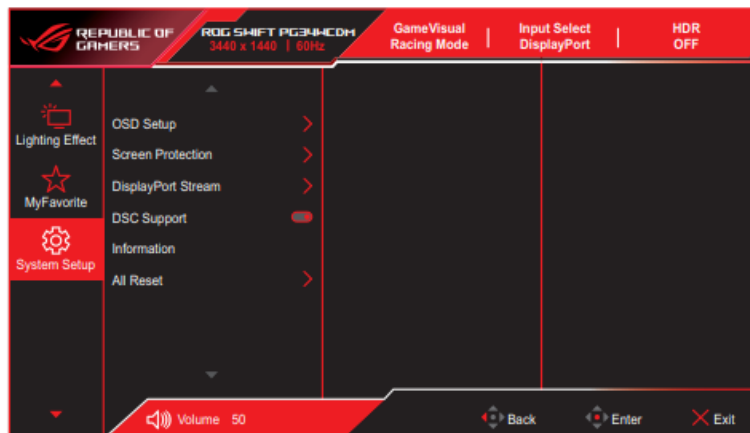 REPUBLIC OF
GAMERS
ROG SWIFT PG34WCDM
3440 x 1440 | 60Hz
GameVisual
Racing Mode
Input Select
DisplayPort
HDR
OFF
Lighting Effect
MyFavorite
System Setup
OSD Setup
Screen Protection
DisplayPort Stream
DSC Support
Information
All Reset
Volume 50
Back
Enter
Exit